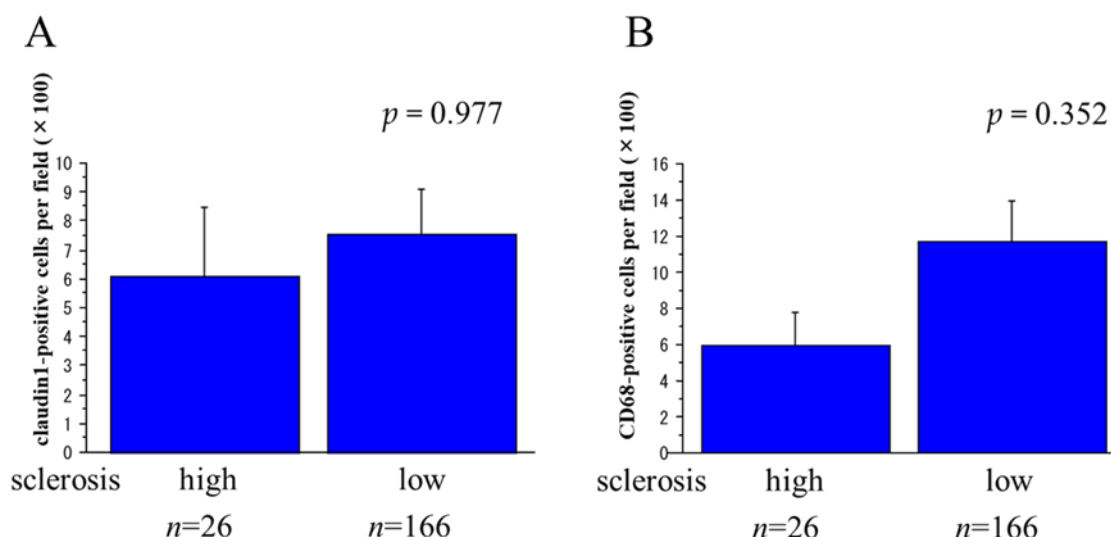 A
claudin1-positive cells per field (×100)
p = 0.977
10
9
8
7
6
5
4
3
2
1
0
sclerosis high low
n=26 n=166
B
CD68-positive cells per field (×100)
p = 0.352
16
14
12
10
8
6
4
2
0
sclerosis high low
n=26 n=166